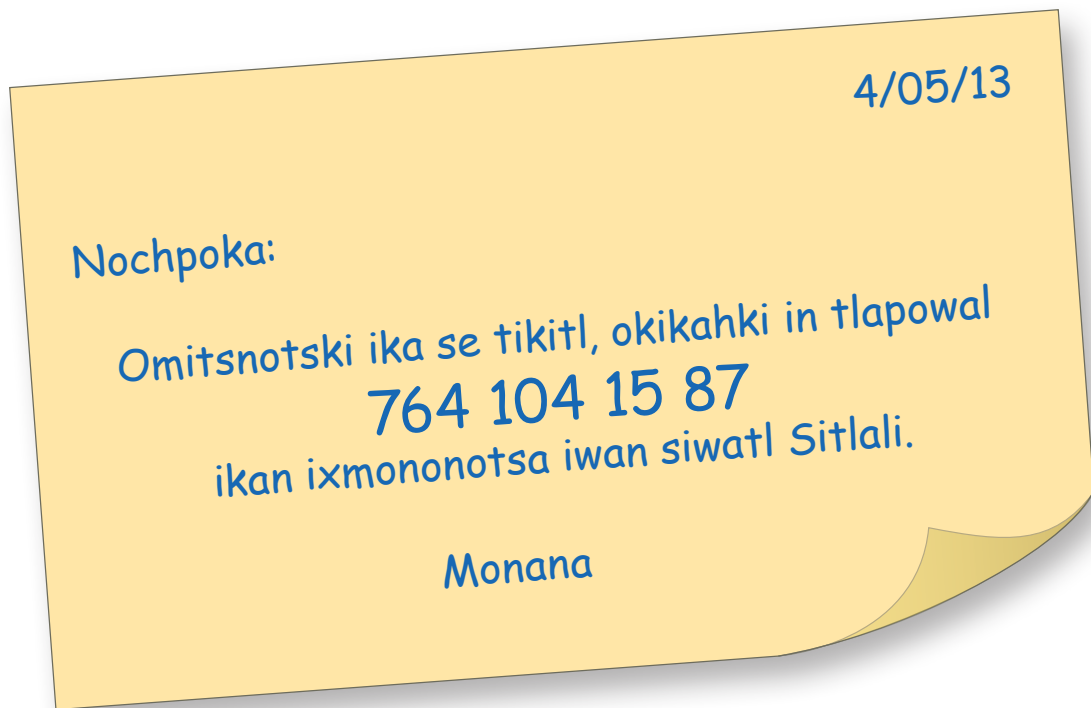 4/05/13
Nochpoka:
Omitsnotski ika se tikitl, okikahki in tlapowal
764 104 15 87
ikan ixmononotsa iwan siwatl Sitlali.
Monana